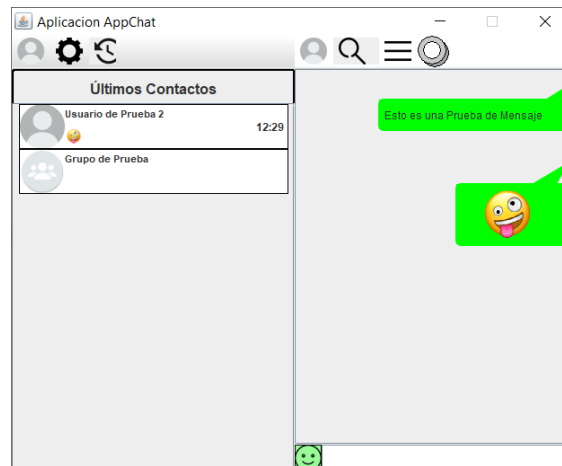 Aplicacion AppChat
Últimos Contactos
Usuario de Prueba 2
12:29
Grupo de Prueba
Esto es una Prueba de Mensaje